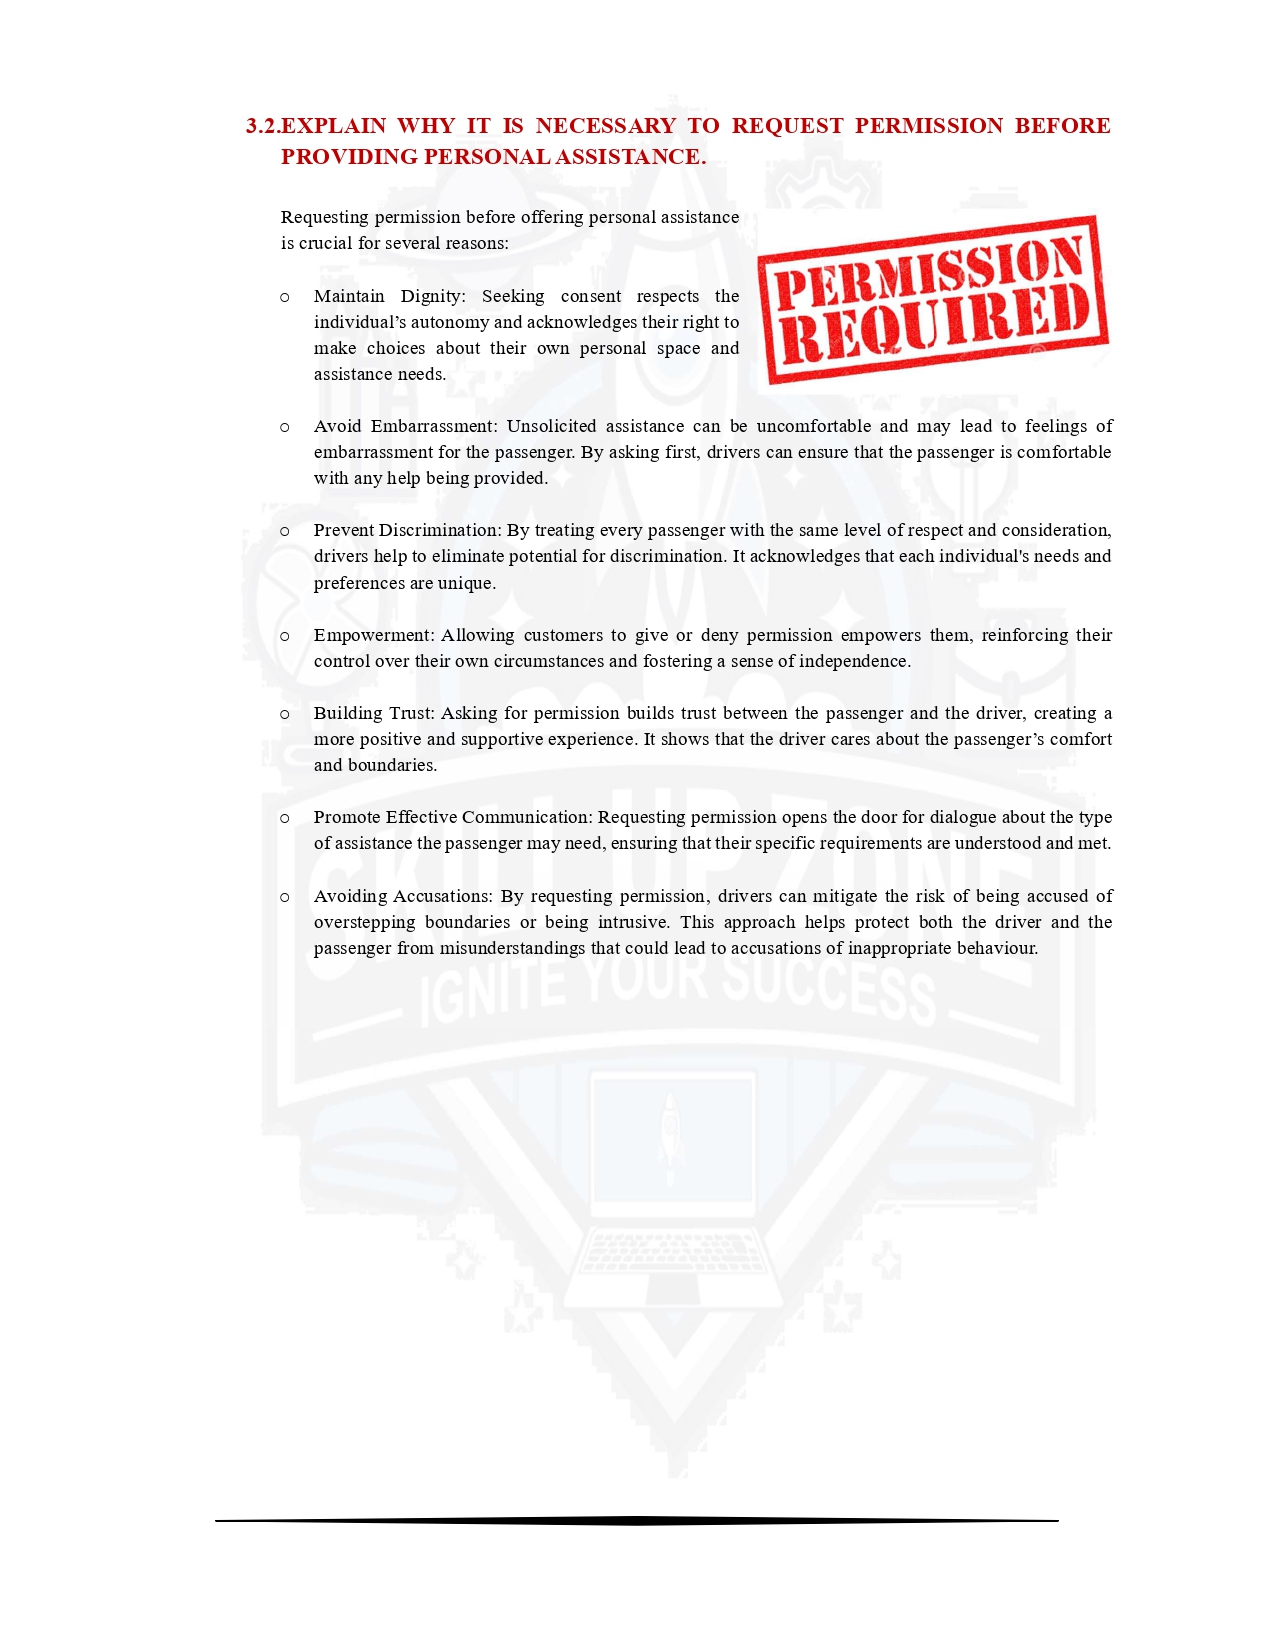 3.2.EXPLAIN WHY IT IS NECESSARY TO REQUEST PERMISSION BEFORE
PROVIDING PERSONAL ASSISTANCE.
Requesting permission before offering personal assistance
is crucial for several reasons:
PERMISSION
REQUIRED
o Maintain Dignity: Seeking consent respects the
individual’s autonomy and acknowledges their right to
make choices about their own personal space and
assistance needs.
o Avoid Embarrassment: Unsolicited assistance can be uncomfortable and may lead to feelings of
embarrassment for the passenger. By asking first, drivers can ensure that the passenger is comfortable
with any help being provided.
o Prevent Discrimination: By treating every passenger with the same level of respect and consideration,
drivers help to eliminate potential for discrimination. It acknowledges that each individual's needs and
preferences are unique.
o Empowerment: Allowing customers to give or deny permission empowers them, reinforcing their
control over their own circumstances and fostering a sense of independence.
o Building Trust: Asking for permission builds trust between the passenger and the driver, creating a
more positive and supportive experience. It shows that the driver cares about the passenger’s comfort
and boundaries.
o Promote Effective Communication: Requesting permission opens the door for dialogue about the type
of assistance the passenger may need, ensuring that their specific requirements are understood and met.
o Avoiding Accusations: By requesting permission, drivers can mitigate the risk of being accused of
overstepping boundaries or being intrusive. This approach helps protect both the driver and the
passenger from misunderstandings that could lead to accusations of inappropriate behaviour.
SKILL UP ZONE
IGNITE YOUR SUCCESS